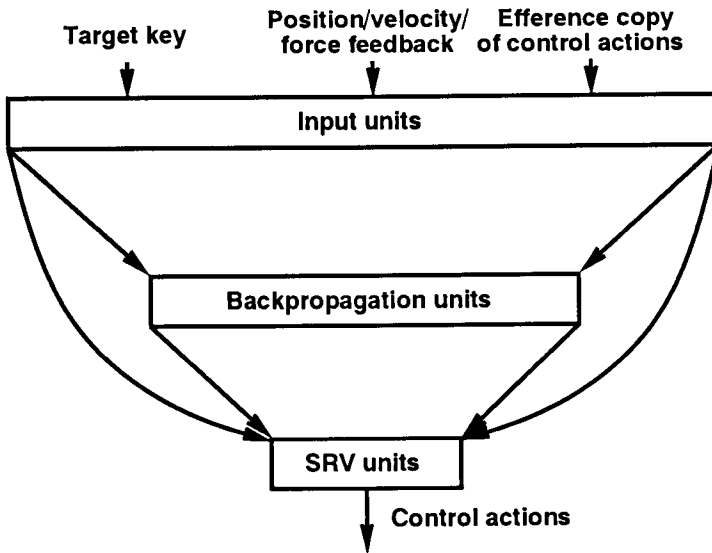 Target key
Position/velocity/
force feedback
Efference copy
of control actions
Input units
Backpropagation units
SRV units
Control actions